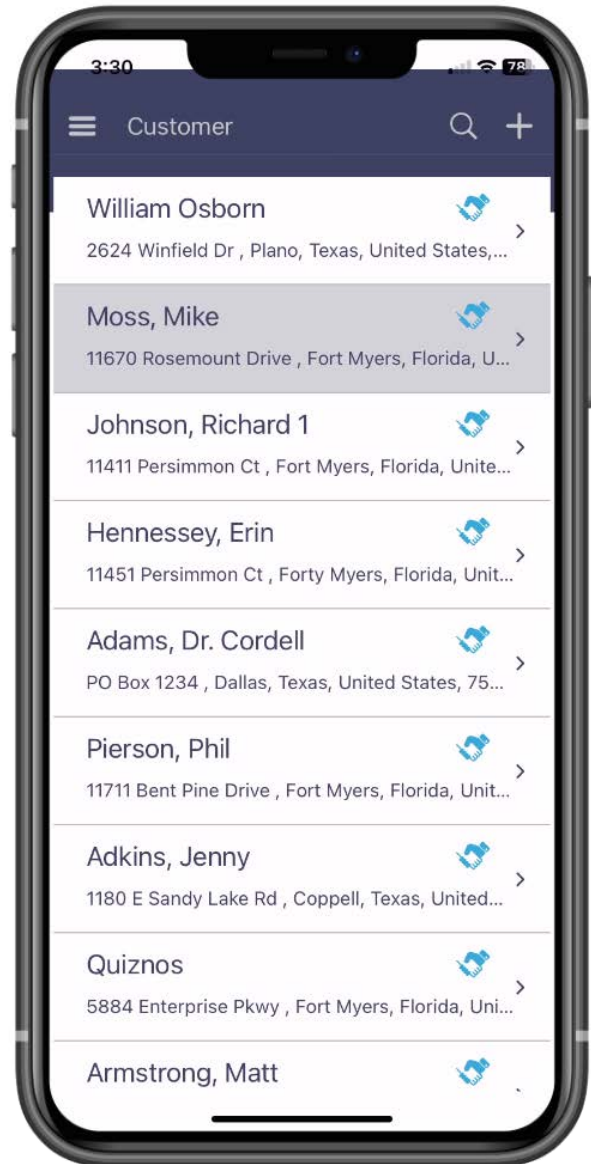 3:30
78
Customer
William Osborn
2624 Winfield Dr , Plano, Texas, United States,...
Moss, Mike
11670 Rosemount Drive , Fort Myers, Florida, U...
Johnson, Richard 1
11411 Persimmon Ct , Fort Myers, Florida, Unite...
Hennessey, Erin
11451 Persimmon Ct , Forty Myers, Florida, Unit...
Adams, Dr. Cordell
PO Box 1234 , Dallas, Texas, United States, 75...
Pierson, Phil
11711 Bent Pine Drive , Fort Myers, Florida, Unit...
Adkins, Jenny
1180 E Sandy Lake Rd , Coppell, Texas, United...
Quiznos
5884 Enterprise Pkwy , Fort Myers, Florida, Uni...
Armstrong, Matt